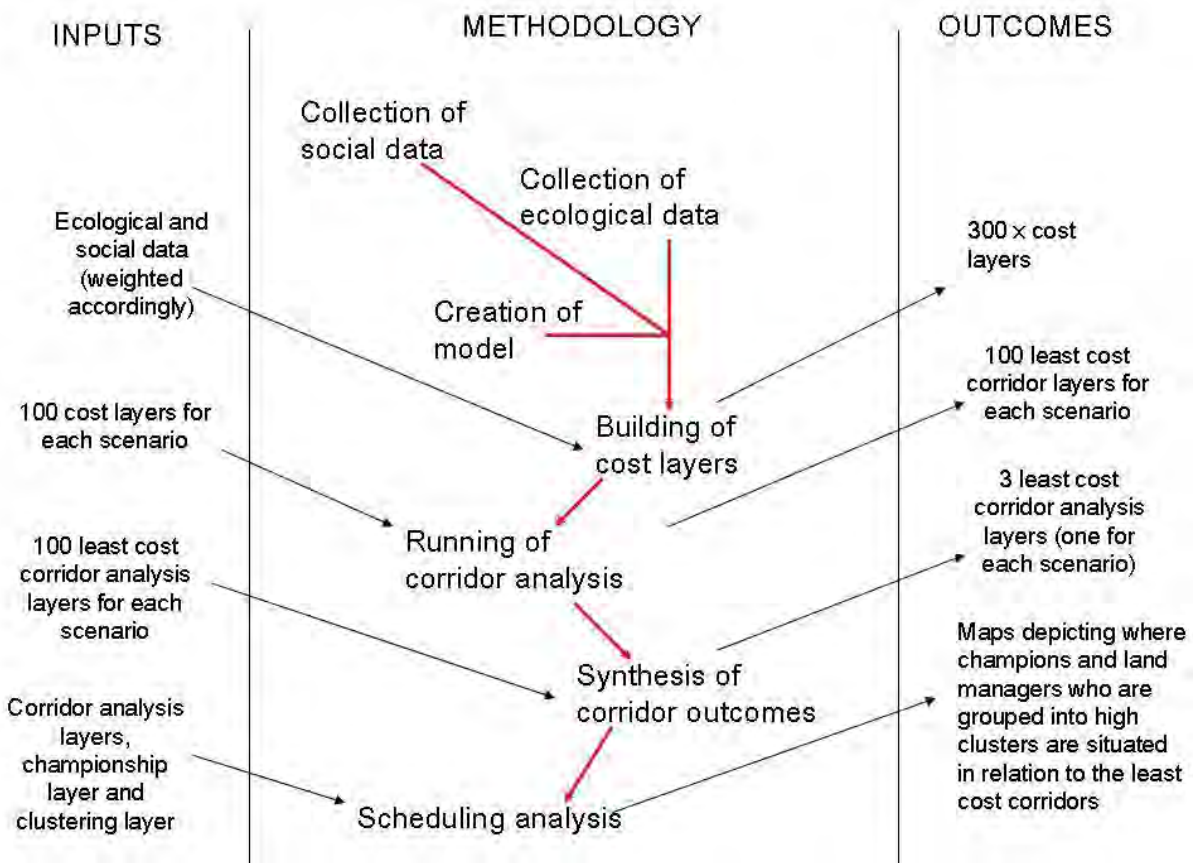 INPUTS
METHODOLOGY
OUTCOMES
Collection of
social data
Collection of
ecological data
Creation of
model
Building of
cost layers
Running of
corridor analysis
Synthesis of
corridor outcomes
Scheduling analysis
Ecological and
social data
(weighted
accordingly)
100 cost layers for
each scenario
100 least cost
corridor analysis
layers for each
scenario
Corridor analysis
layers,
championship
layer and
clustering layer
300 × cost
layers
100 least cost
corridor layers for
each scenario
3 least cost
corridor analysis
layers (one for
each scenario)
Maps depicting where
champions and land
managers who are
grouped into high
clusters are situated
in relation to the least
cost corridors